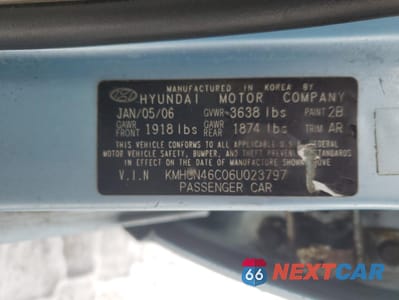 MANUFACTURED IN KOREA BY
HYUNDAI MOTOR COMPANY
JAN/05/06 GVWR 3638 lbs PAINT 2B
GAWR FRONT 1918 lbs GAWR REAR 1874 lbs TRIM AR
THIS VEHICLE CONFORMS TO ALL APPLICABLE U.S. FEDERAL
MOTOR VEHICLE SAFETY, BUMPER, AND THEFT PREVENTION
STANDARDS IN EFFECT ON THE DATE OF MANUFACTURE
SHOWN ABOVE.
V.I.N KMHCN46C06U023797
PASSENGER CAR
66 NEXTCAR